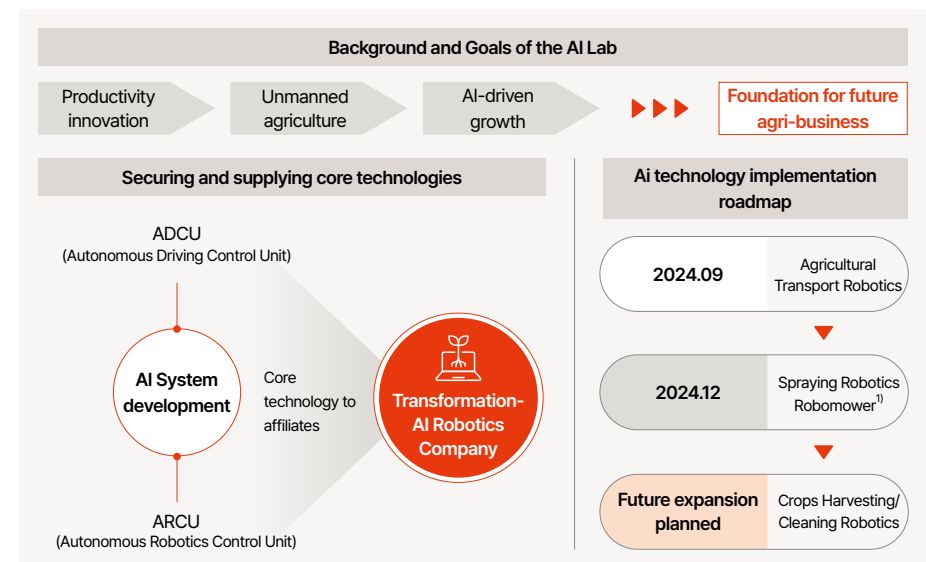 Background and Goals of the AI Lab
Productivity
innovation
Unmanned
agriculture
AI-driven
growth
Foundation for future
agri-business
Securing and supplying core technologies
ADCU
(Autonomous Driving Control Unit)
AI System
development
Core
technology to
affiliates
Transformation-
AI Robotics
Company
ARCU
(Autonomous Robotics Control Unit)
Ai technology implementation
roadmap
2024.09
Agricultural
Transport Robotics
2024.12
Spraying Robotics
Robomower1)
Future expansion
planned
Crops Harvesting/
Cleaning Robotics